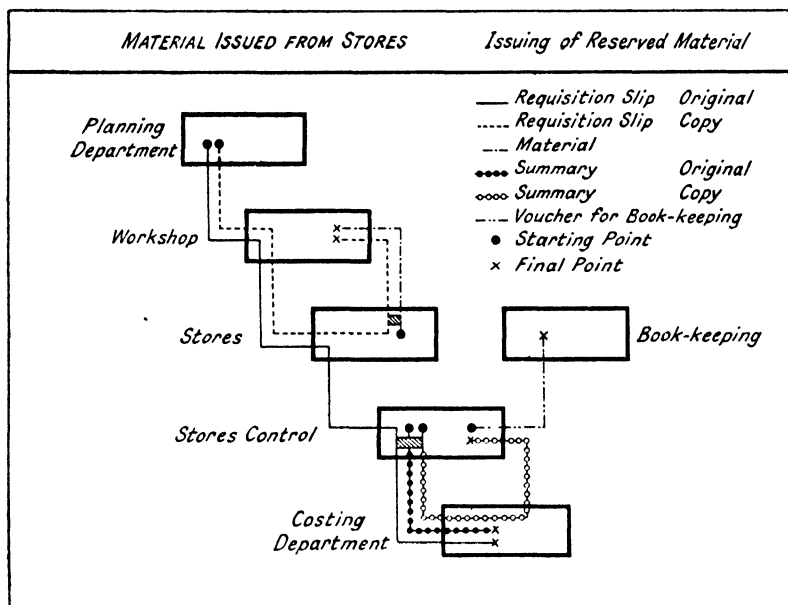 MATERIAL ISSUED FROM STORES
Issuing of Reserved Material
Requisition Slip Original
Requisition Slip Copy
Material
Summary Original
Summary Copy
Voucher for Book-keeping
Starting Point
Final Point
Planning
Department
Workshop
Stores
Book-keeping
Stores Control
Costing
Department